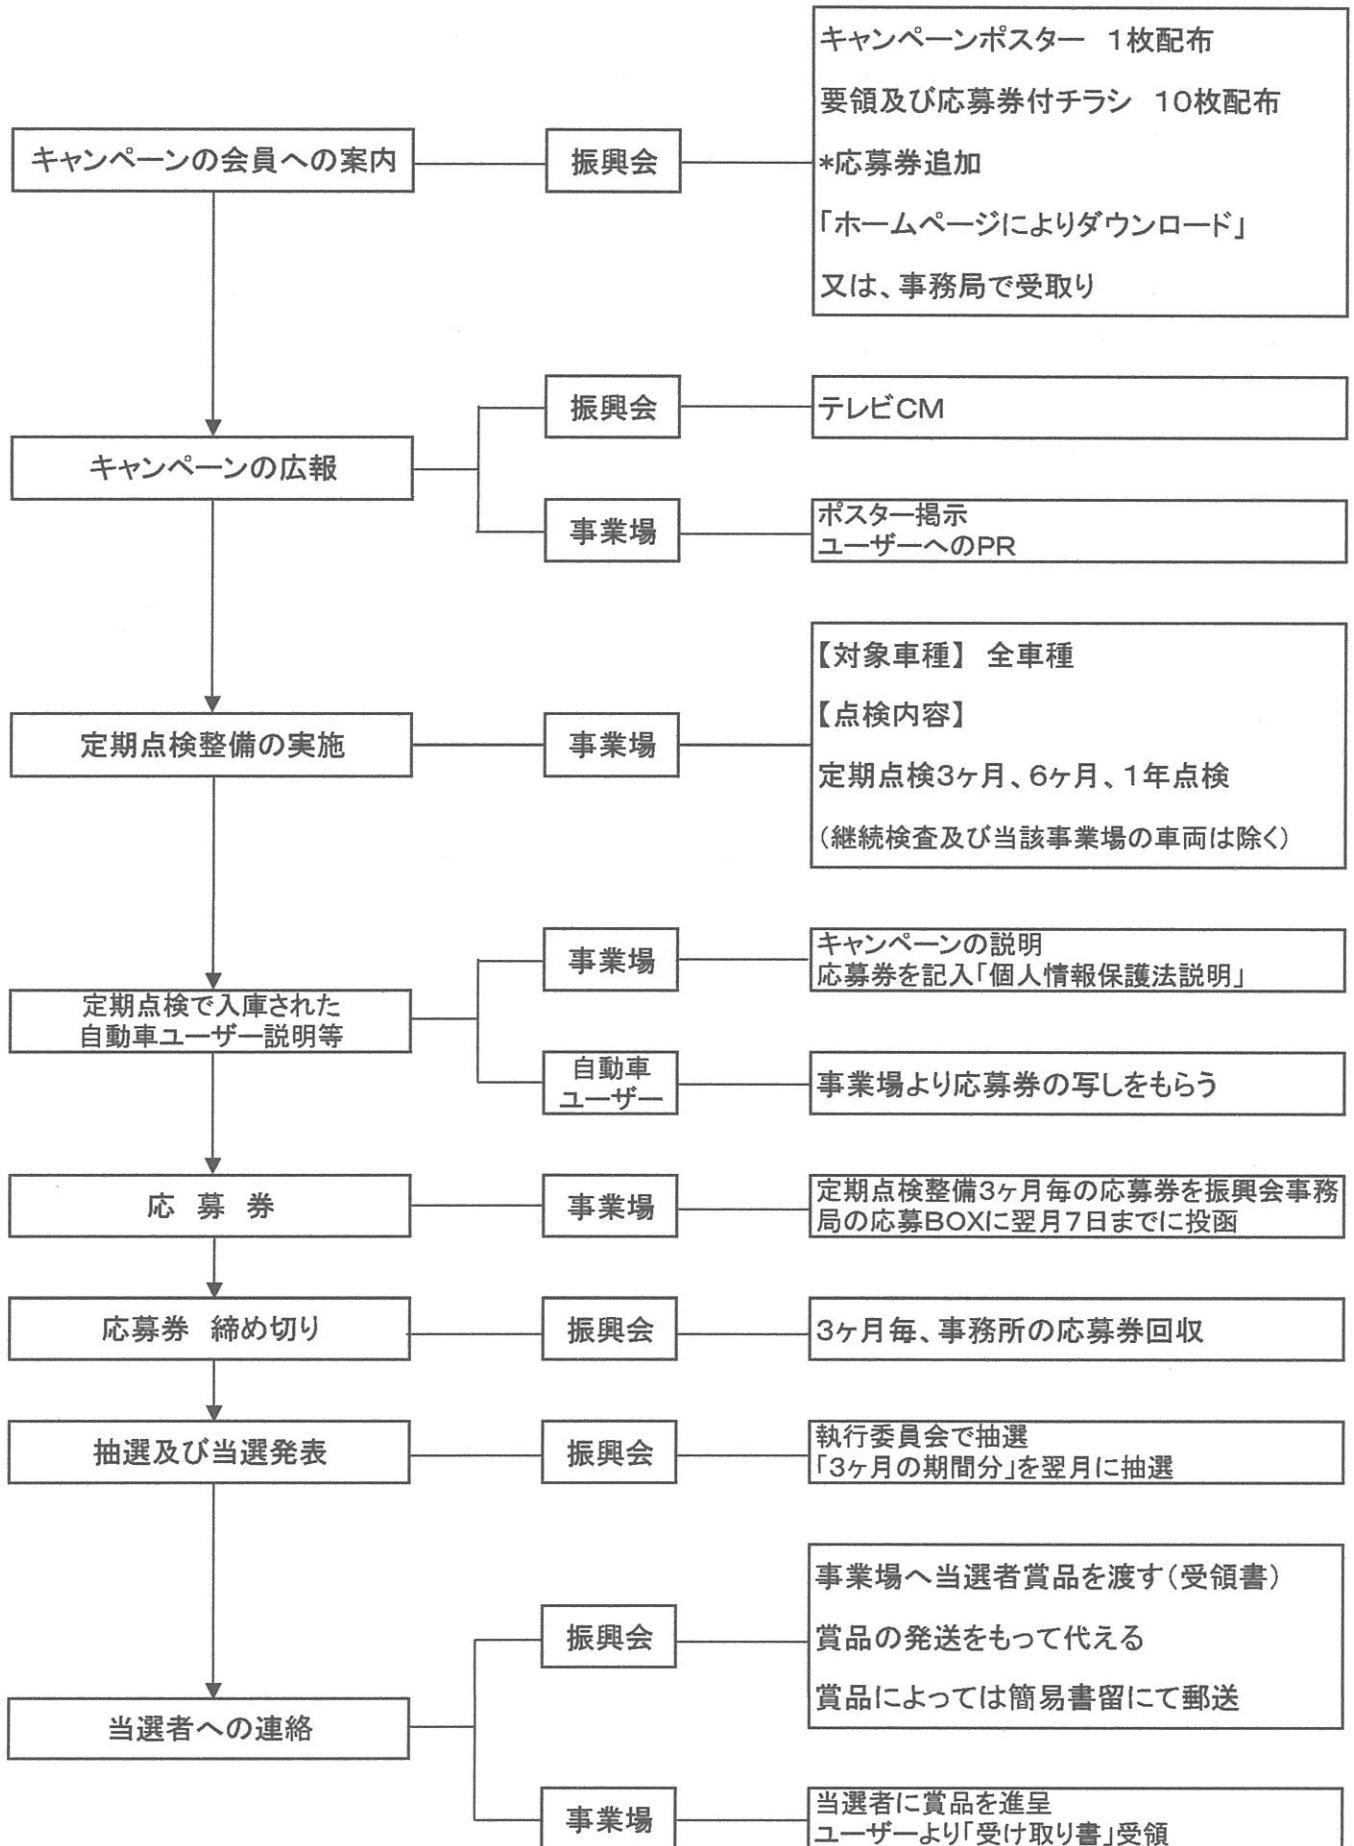 キャンペーンの会員への案内
振興会
キャンペーンポスター　1枚配布
要領及び応募券付チラシ　10枚配布
*応募券追加
「ホームページによりダウンロード」
又は、事務局で受取り
キャンペーンの広報
振興会
テレビCM
事業場
ポスター掲示
ユーザーへのPR
定期点検整備の実施
事業場
【対象車種】　全車種
【点検内容】
定期点検3ヶ月、6ヶ月、1年点検
（継続検査及び当該事業場の車両は除く）
定期点検で入庫された
自動車ユーザー説明等
事業場
キャンペーンの説明
応募券を記入「個人情報保護法説明」
自動車
ユーザー
事業場より応募券の写しをもらう
応　募　券
事業場
定期点検整備3ヶ月毎の応募券を振興会事務
局の応募BOXに翌月7日までに投函
応募券　締め切り
振興会
3ヶ月毎、事務所の応募券回収
抽選及び当選発表
振興会
執行委員会で抽選
「3ヶ月の期間分」を翌月に抽選
当選者への連絡
振興会
事業場へ当選者賞品を渡す（受領書）
賞品の発送をもって代える
賞品によっては簡易書留にて郵送
事業場
当選者に賞品を進呈
ユーザーより「受け取り書」受領